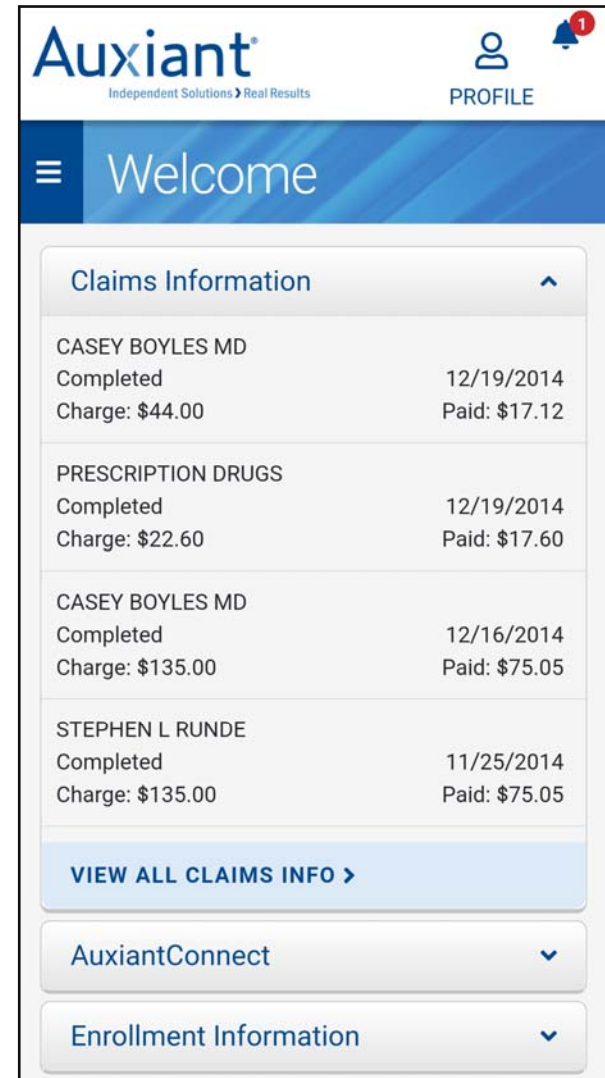 Auxiant®
Independent Solutions › Real Results
1
PROFILE
Welcome
Claims Information
CASEY BOYLES MD
Completed 12/19/2014
Charge: $44.00 Paid: $17.12
PRESCRIPTION DRUGS
Completed 12/19/2014
Charge: $22.60 Paid: $17.60
CASEY BOYLES MD
Completed 12/16/2014
Charge: $135.00 Paid: $75.05
STEPHEN L RUNDE
Completed 11/25/2014
Charge: $135.00 Paid: $75.05
VIEW ALL CLAIMS INFO ›
AuxiantConnect
Enrollment Information